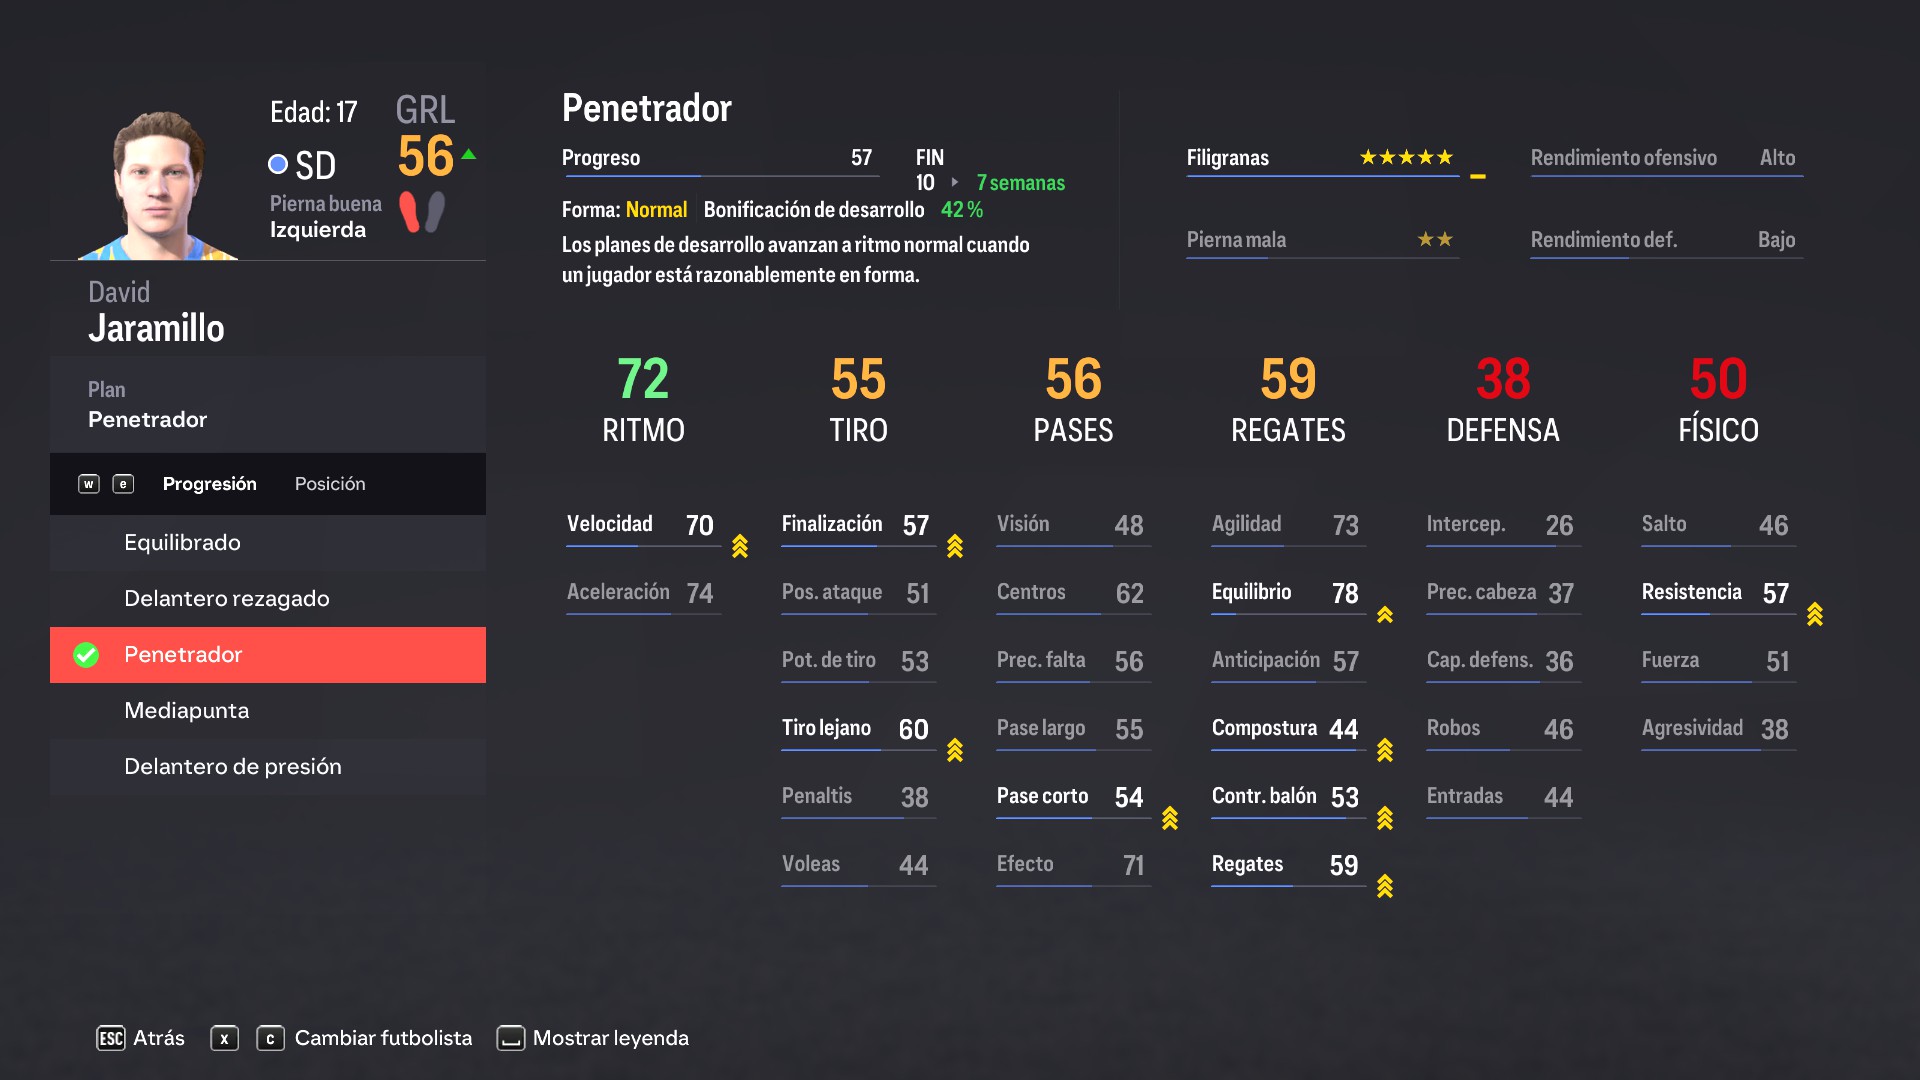 Edad: 17
GRL
SD
56
Pierna buena
Izquierda
David
Jaramillo
Plan
Penetrador
w e Progresión Posición
Equilibrado
Delantero rezagado
Penetrador
Mediapunta
Delantero de presión
Penetrador
Progreso 57
FIN
10 7 semanas
Forma: Normal Bonificación de desarrollo 42 %
Los planes de desarrollo avanzan a ritmo normal cuando
un jugador está razonablemente en forma.
Filigranas ★★★★★
Rendimiento ofensivo Alto
Pierna mala ★★
Rendimiento def. Bajo
72
RITMO
Velocidad 70
Aceleración 74
55
TIRO
Finalización 57
Pos. ataque 51
Pot. de tiro 53
Tiro lejano 60
Penaltis 38
Voleas 44
56
PASES
Visión 48
Centros 62
Prec. falta 56
Pase largo 55
Pase corto 54
Efecto 71
59
REGATES
Agilidad 73
Equilibrio 78
Anticipación 57
Compostura 44
Contr. balón 53
Regates 59
38
DEFENSA
Intercep. 26
Prec. cabeza 37
Cap. defens. 36
Robos 46
Entradas 44
50
FÍSICO
Salto 46
Resistencia 57
Fuerza 51
Agresividad 38
ESC Atrás x c Cambiar futbolista Mostrar leyenda